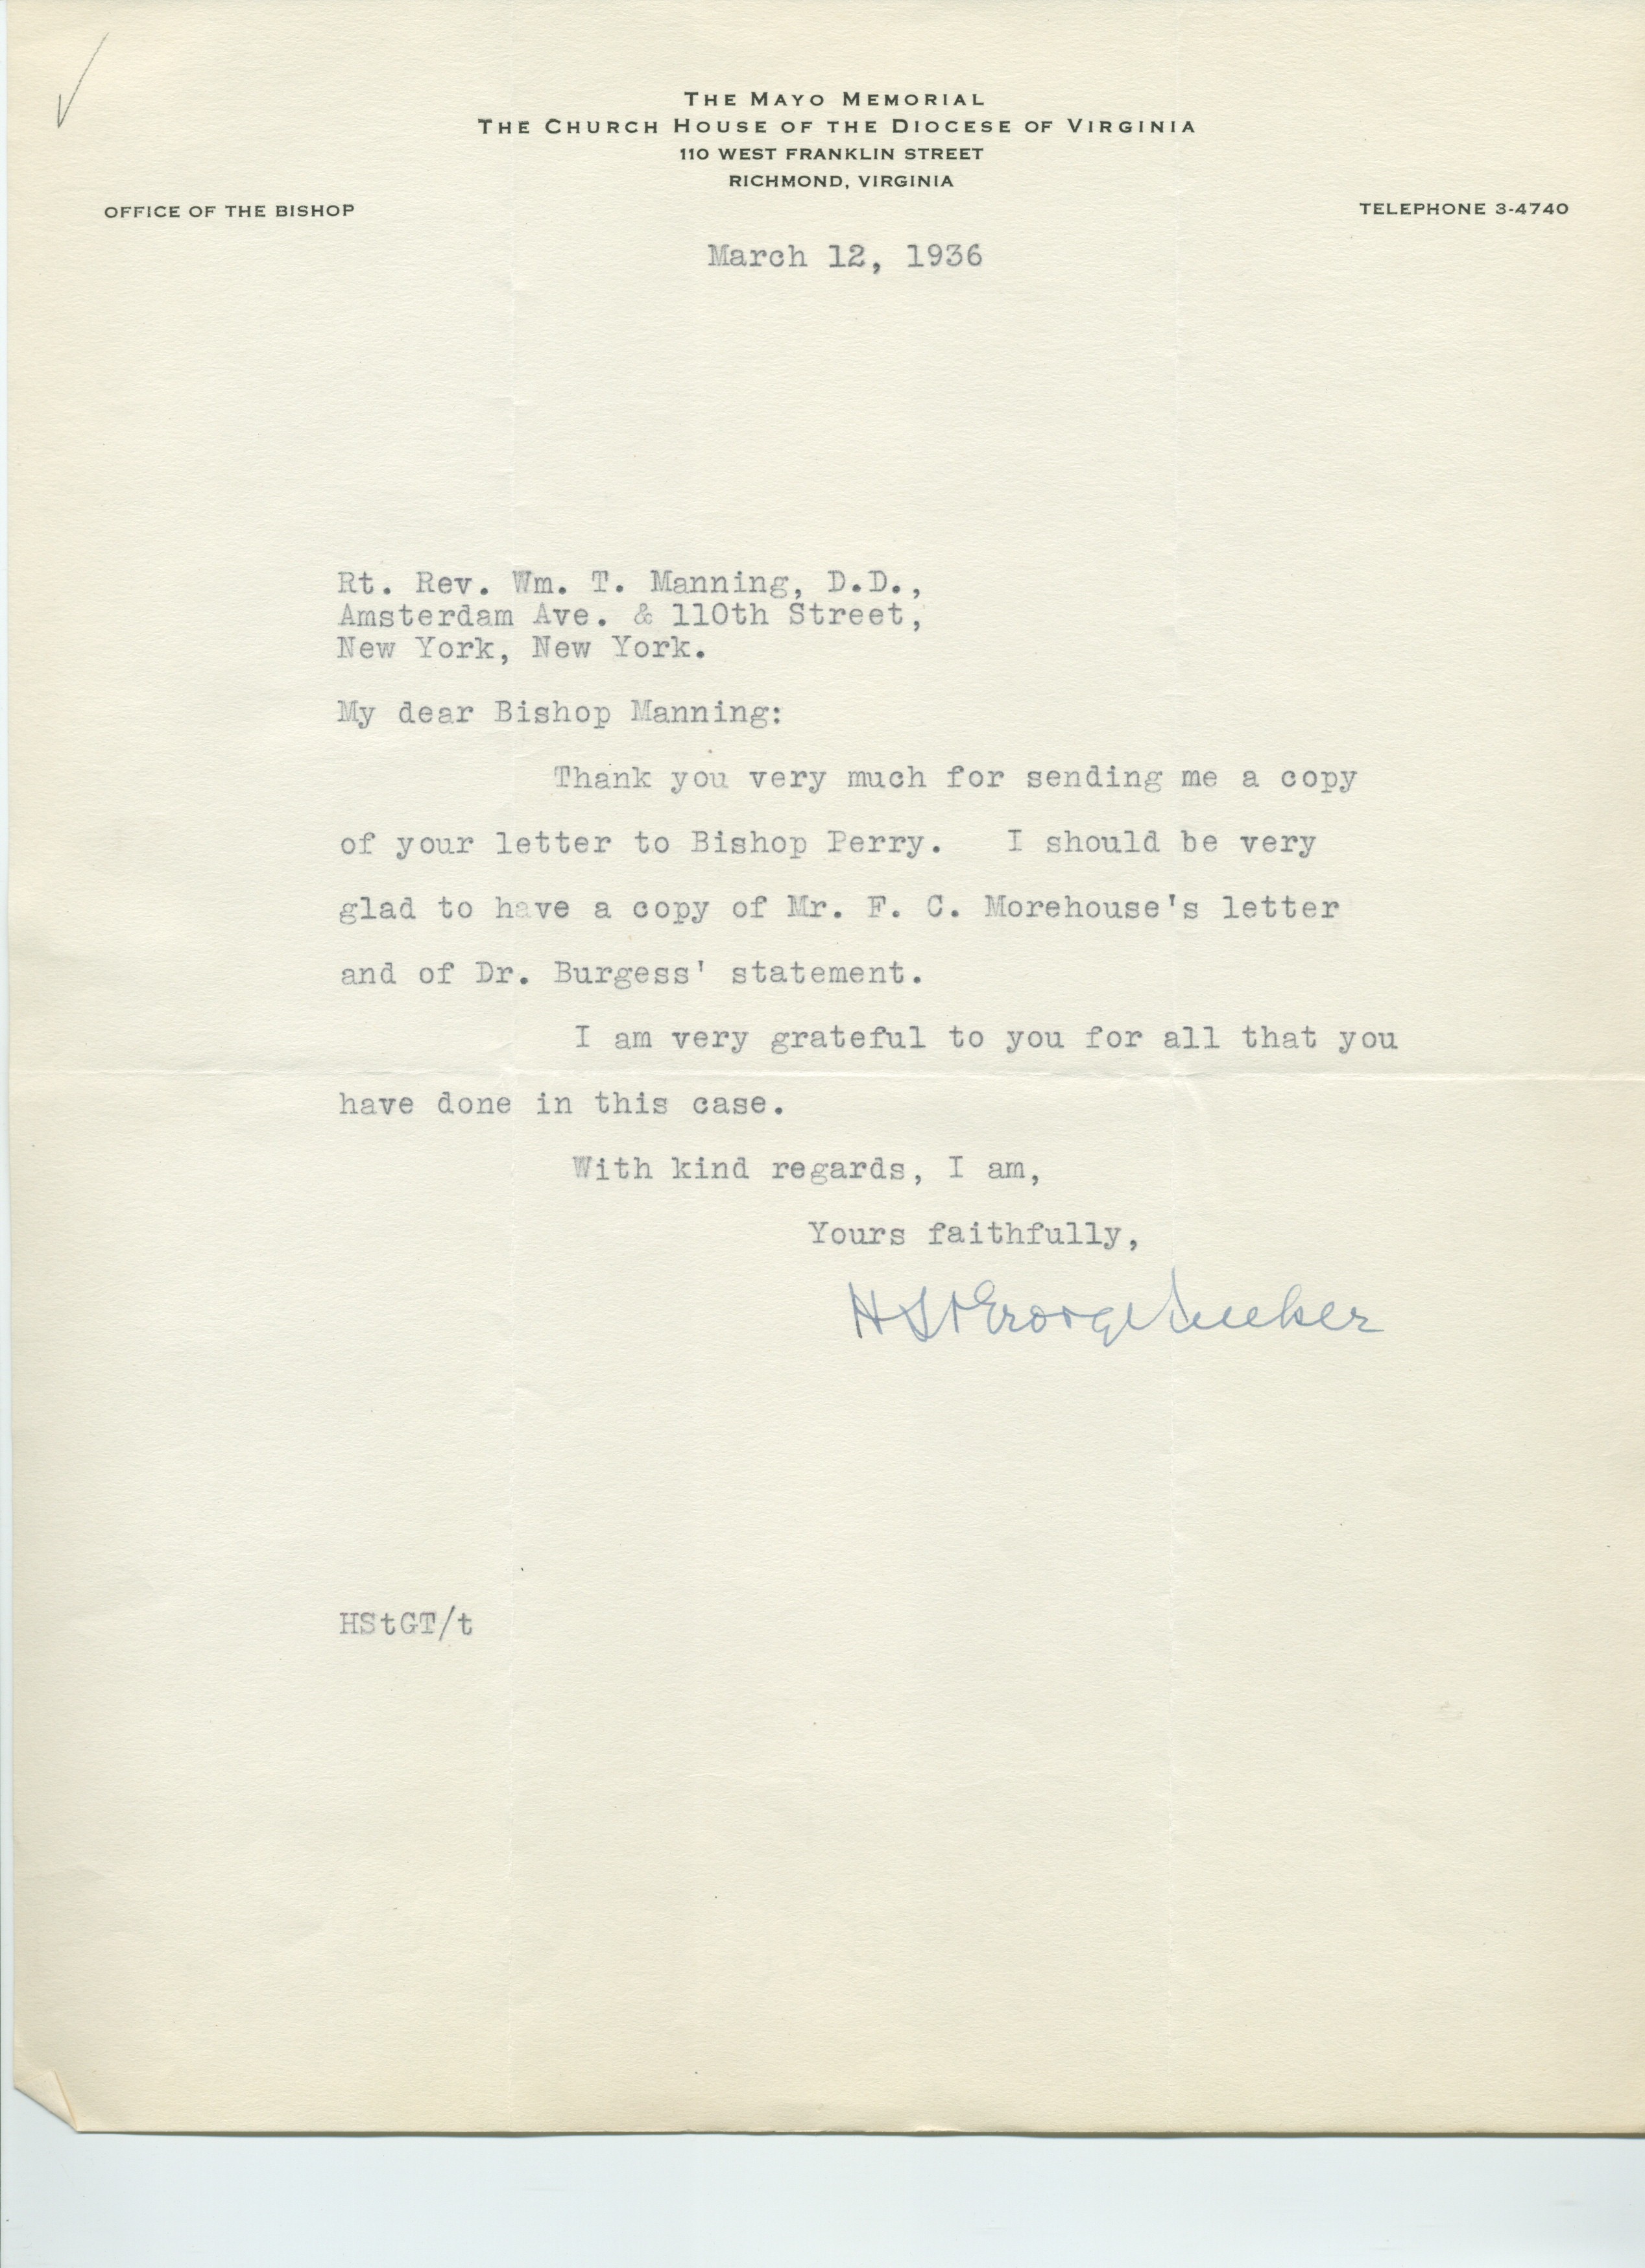 THE MAYO MEMORIAL
THE CHURCH HOUSE OF THE DIOCESE OF VIRGINIA
110 WEST FRANKLIN STREET
RICHMOND, VIRGINIA
OFFICE OF THE BISHOP
TELEPHONE 3-4740
March 12, 1936
Rt. Rev. Wm. T. Manning, D.D.,
Amsterdam Ave. & 110th Street,
New York, New York.
My dear Bishop Manning:
Thank you very much for sending me a copy
of your letter to Bishop Perry. I should be very
glad to have a copy of Mr. F. C. Morehouse's letter
and of Dr. Burgess' statement.
I am very grateful to you for all that you
have done in this case.
With kind regards, I am,
Yours faithfully,
H St George Tucker
HStGT/t